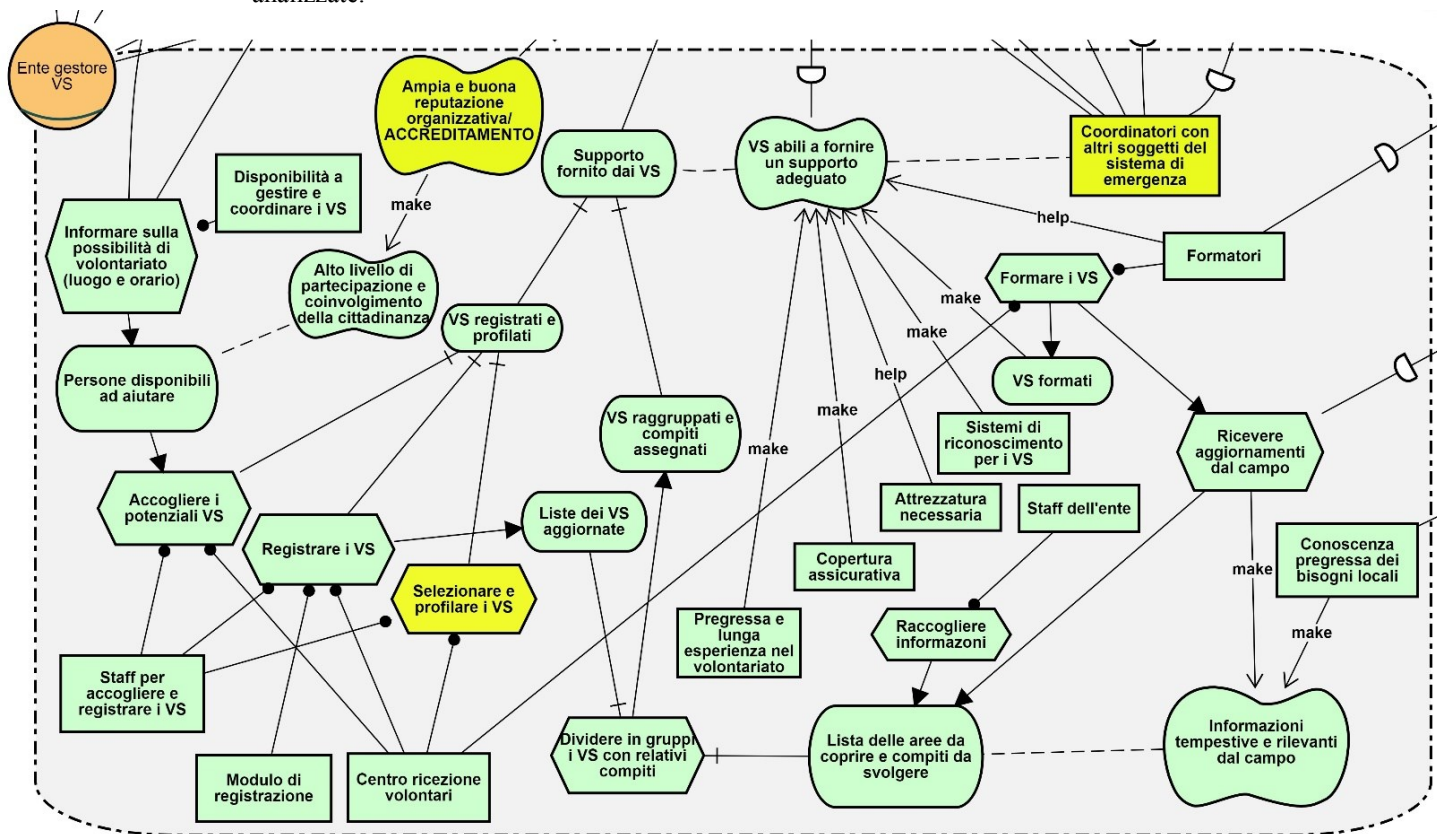 analizzate.
Ente gestore
VS
Ampia e buona
reputazione
organizzativa/
ACCREDITAMENTO
Supporto
fornito dai VS
VS abili a fornire
un supporto
adeguato
Coordinatori con
altri soggetti del
sistema di
emergenza
Disponibilità a
gestire e
coordinare i VS
make
help
Informare sulla
possibilità di
volontariato
(luogo e orario)
Formatori
Alto livello di
partecipazione e
coinvolgimento
della cittadinanza
Formare i VS
VS registrati e
profilati
make
make
Persone disponibili
ad aiutare
help
VS formati
make
VS raggruppati e
compiti
assegnati
make
Sistemi di
riconoscimento
per i VS
Ricevere
aggiornamenti
dal campo
Accogliere i
potenziali VS
Attrezzatura
necessaria
Staff dell'ente
Liste dei VS
aggiornate
Registrare i VS
Copertura
assicurativa
make
Conoscenza
pregressa dei
bisogni locali
Selezionare e
profilare i VS
Pregressa e
lunga
esperienza nel
volontariato
Raccogliere
informazoni
make
Staff per
accogliere e
registrare i VS
Dividere in gruppi
i VS con relativi
compiti
Lista delle aree da
coprire e compiti da
svolgere
Informazioni
tempestive e rilevanti
dal campo
Modulo di
registrazione
Centro ricezione
volontari